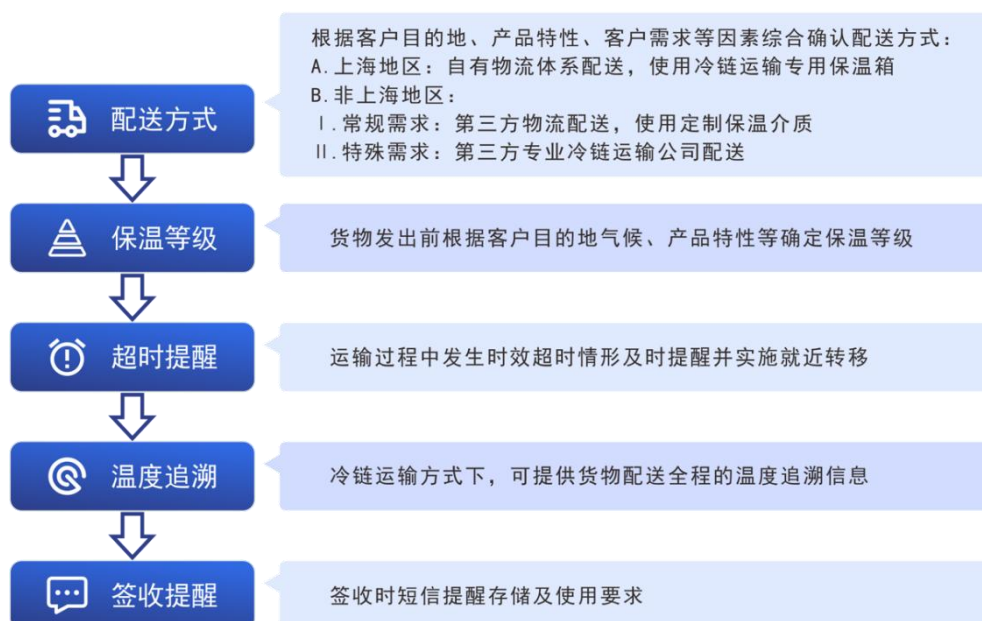 配送方式
根据客户目的地、产品特性、客户需求等因素综合确认配送方式：
A.上海地区：自有物流体系配送，使用冷链运输专用保温箱
B.非上海地区：
Ⅰ.常规需求：第三方物流配送，使用定制保温介质
Ⅱ.特殊需求：第三方专业冷链运输公司配送
保温等级
货物发出前根据客户目的地气候、产品特性等确定保温等级
超时提醒
运输过程中发生时效超时情形及时提醒并实施就近转移
温度追溯
冷链运输方式下，可提供货物配送全程的温度追溯信息
签收提醒
签收时短信提醒存储及使用要求